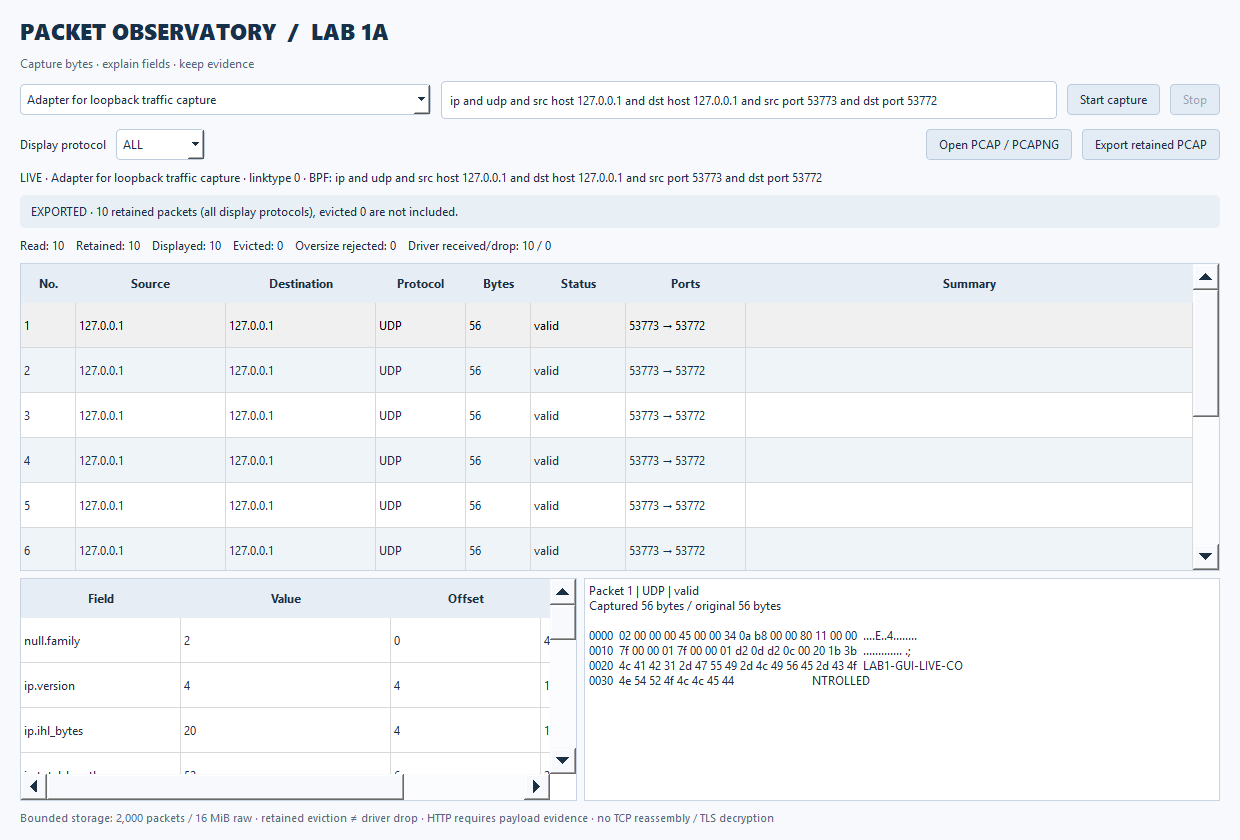 PACKET OBSERVATORY / LAB 1A
Capture bytes · explain fields · keep evidence
Adapter for loopback traffic capture
ip and udp and src host 127.0.0.1 and dst host 127.0.0.1 and src port 53773 and dst port 53772
Start capture
Stop
Display protocol
ALL
Open PCAP / PCAPNG
Export retained PCAP
LIVE · Adapter for loopback traffic capture · linktype 0 · BPF: ip and udp and src host 127.0.0.1 and dst host 127.0.0.1 and src port 53773 and dst port 53772
EXPORTED · 10 retained packets (all display protocols), evicted 0 are not included.
Read: 10 Retained: 10 Displayed: 10 Evicted: 0 Oversize rejected: 0 Driver received/drop: 10 / 0
No. Source Destination Protocol Bytes Status Ports Summary
1 127.0.0.1 127.0.0.1 UDP 56 valid 53773 → 53772
2 127.0.0.1 127.0.0.1 UDP 56 valid 53773 → 53772
3 127.0.0.1 127.0.0.1 UDP 56 valid 53773 → 53772
4 127.0.0.1 127.0.0.1 UDP 56 valid 53773 → 53772
5 127.0.0.1 127.0.0.1 UDP 56 valid 53773 → 53772
6 127.0.0.1 127.0.0.1 UDP 56 valid 53773 → 53772
Field Value Offset
null.family 2 0 4
ip.version 4 4 1
ip.ihl_bytes 20 4 1
Packet 1 | UDP | valid
Captured 56 bytes / original 56 bytes
0000 02 00 00 00 45 00 00 34 0a b8 00 00 80 11 00 00 ....E..4........
0010 7f 00 00 01 7f 00 00 01 d2 0d d2 0c 00 20 1b 3b ............. .;
0020 4c 41 42 31 2d 47 55 49 2d 4c 49 56 45 2d 43 4f LAB1-GUI-LIVE-CO
0030 4e 54 52 4f 4c 4c 45 44 NTROLLED
Bounded storage: 2,000 packets / 16 MiB raw · retained eviction ≠ driver drop · HTTP requires payload evidence · no TCP reassembly / TLS decryption